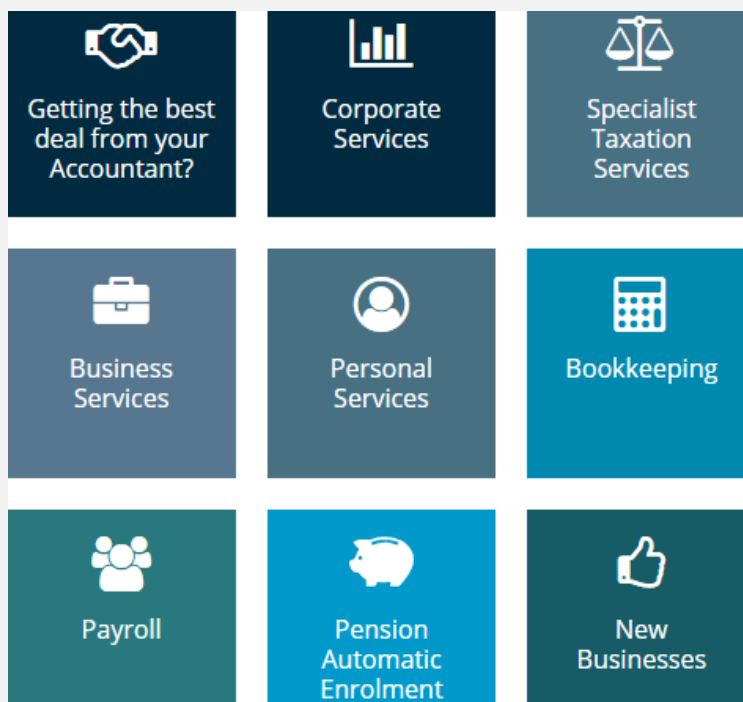 Getting the best
deal from your
Accountant?
Corporate
Services
Specialist
Taxation
Services
Business
Services
Personal
Services
Bookkeeping
Payroll
Pension
Automatic
Enrolment
New
Businesses